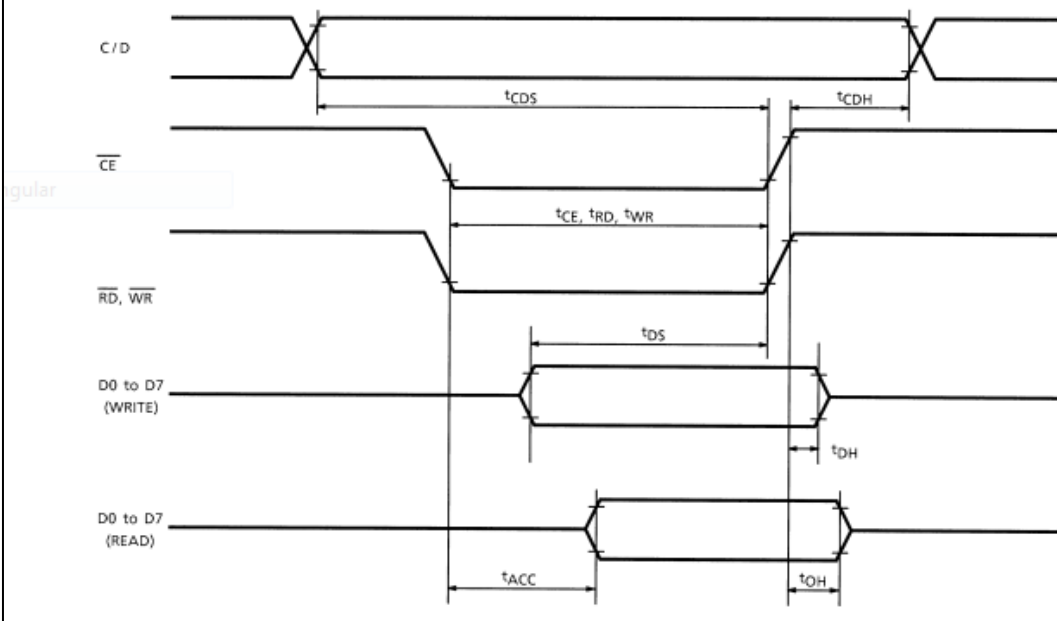 C/D
tCDS
tCDH
CE
ngular
tCE, tRD, tWR
RD, WR
tDS
D0 to D7
(WRITE)
tDH
D0 to D7
(READ)
tACC
tOH